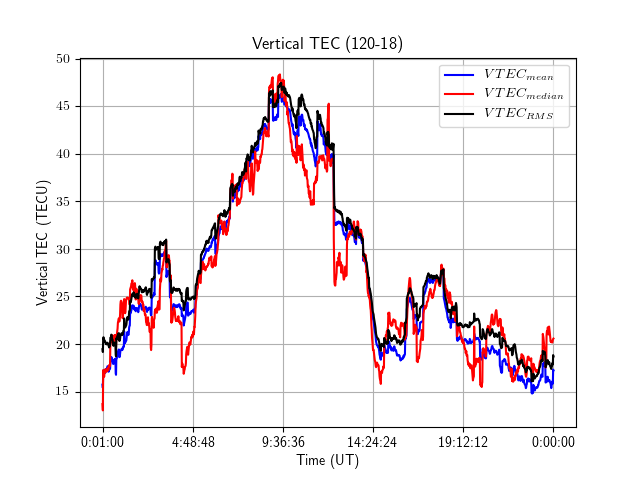 Vertical TEC (120-18)
50
45
40
35
30
25
20
15
Vertical TEC (TECU)
VTEC_mean
VTEC_median
VTEC_RMS
0:01:00 4:48:48 9:36:36 14:24:24 19:12:12 0:00:00
Time (UT)